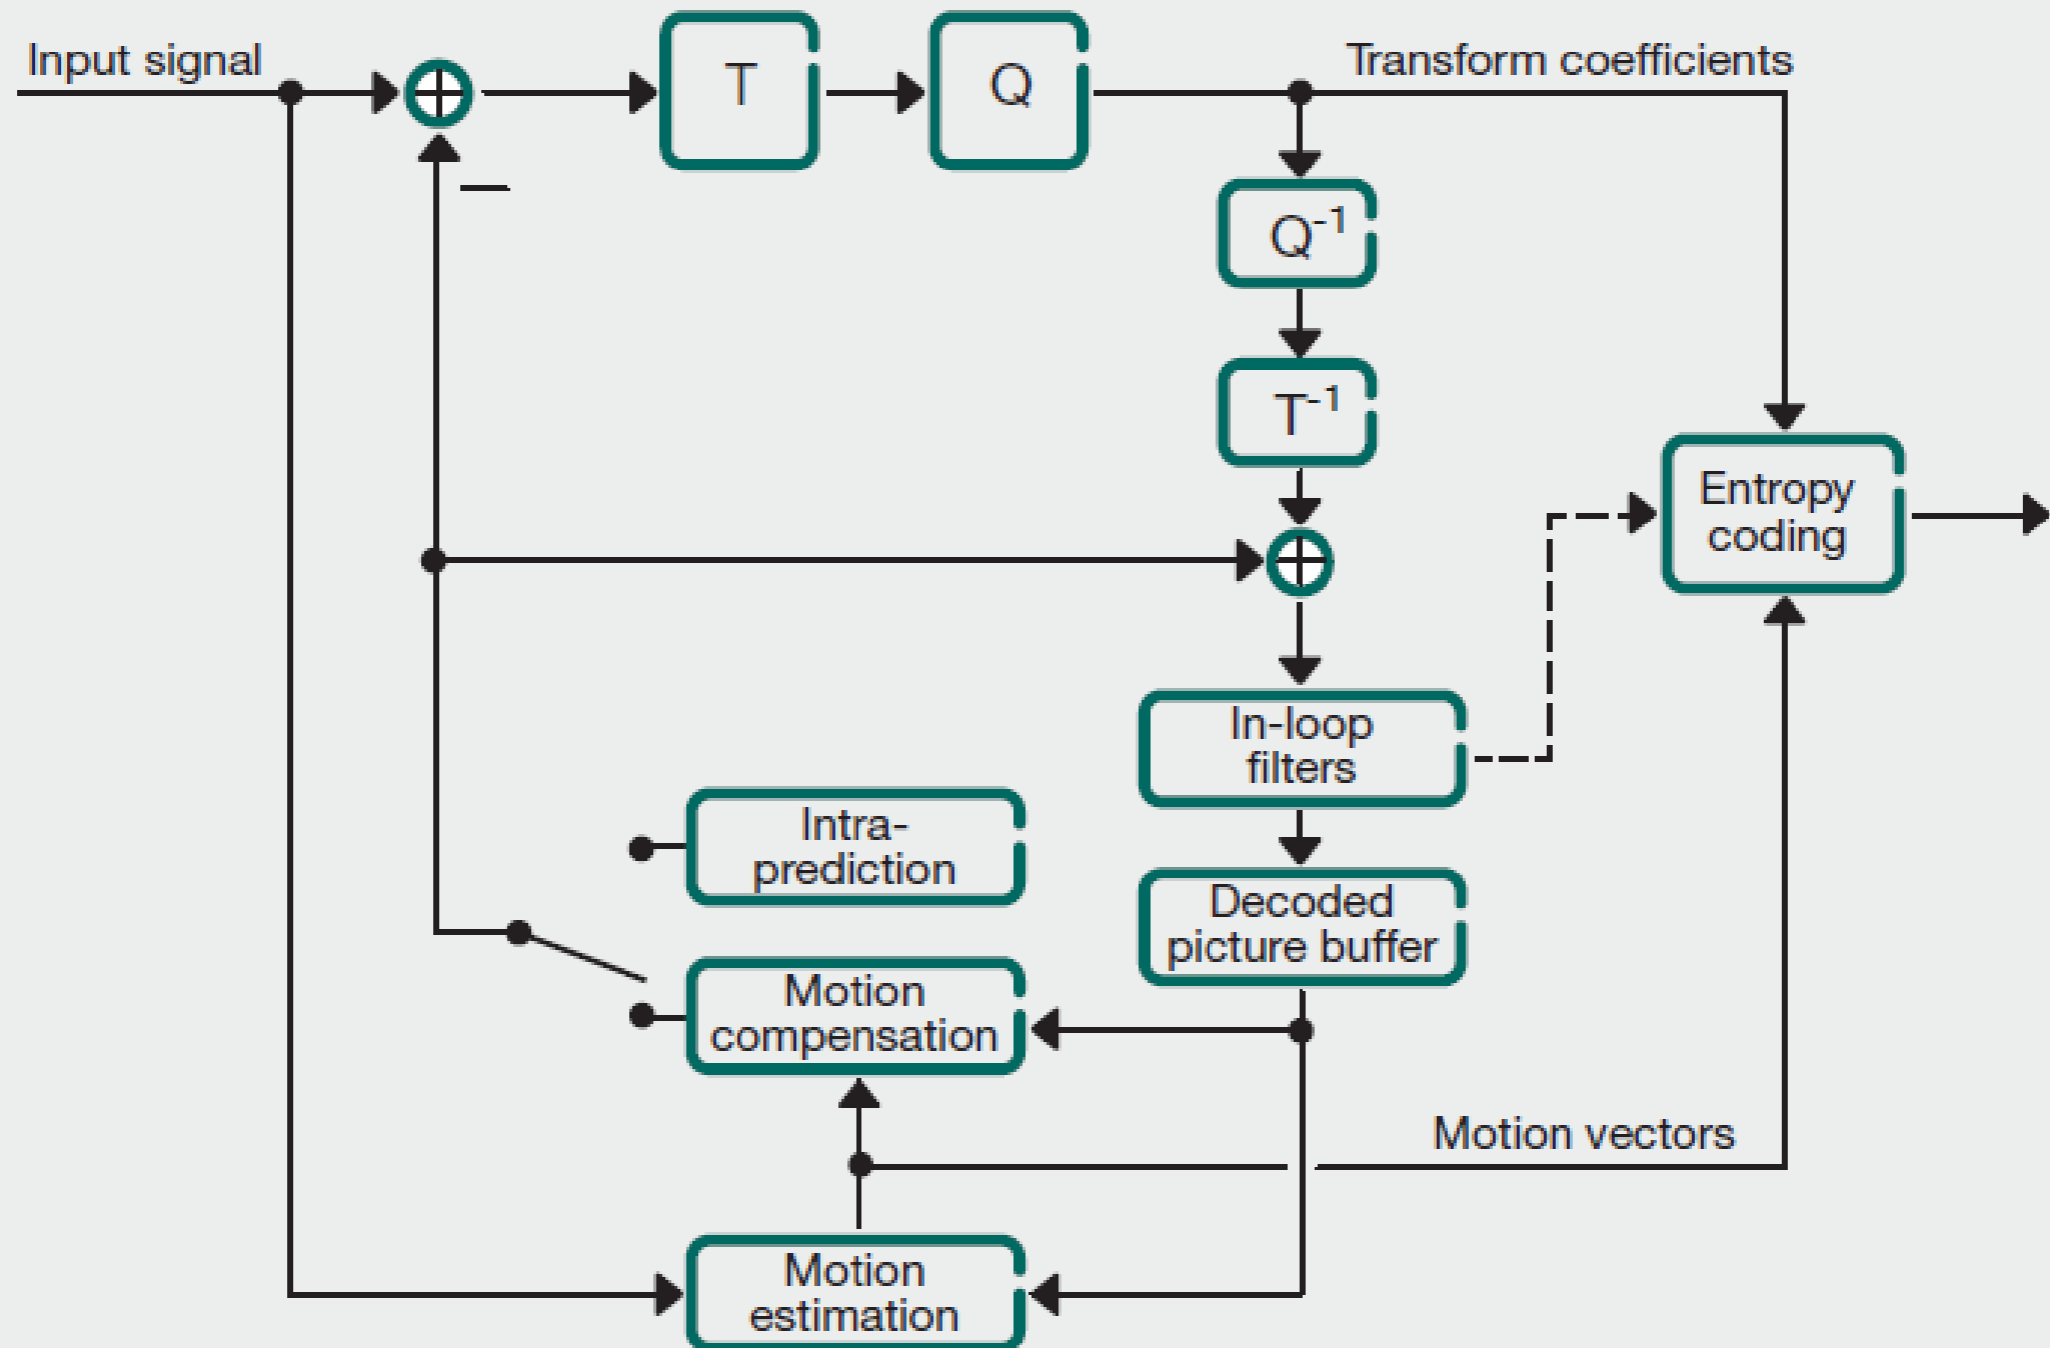 Input signal
T
Q
Transform coefficients
—
Q-1
T-1
Entropy
coding
In-loop
filters
Intra-
prediction
Decoded
picture buffer
Motion
compensation
Motion vectors
Motion
estimation